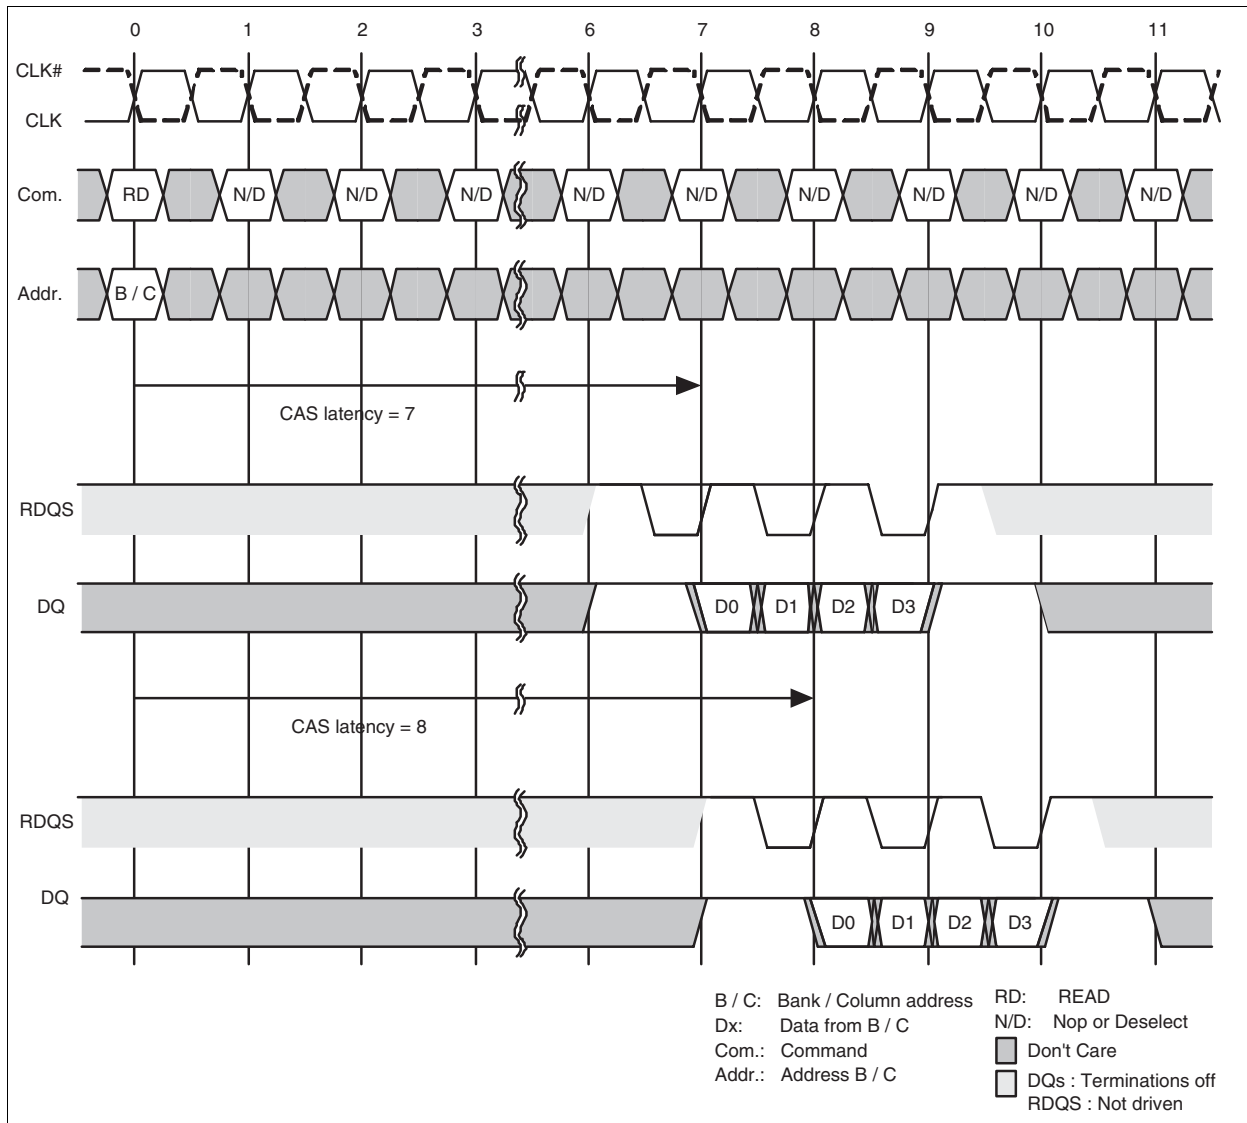 0 1 2 3 6 7 8 9 10 11
CLK#
CLK
Com. RD N/D N/D N/D N/D N/D N/D N/D N/D N/D
Addr. B / C
CAS latency = 7
RDQS
DQ D0 D1 D2 D3
CAS latency = 8
RDQS
DQ
D0 D1 D2 D3
B / C: Bank / Column address
Dx: Data from B / C
Com.: Command
Addr.: Address B / C
RD: READ
N/D: Nop or Deselect
Don't Care
DQs : Terminations off
RDQS : Not driven